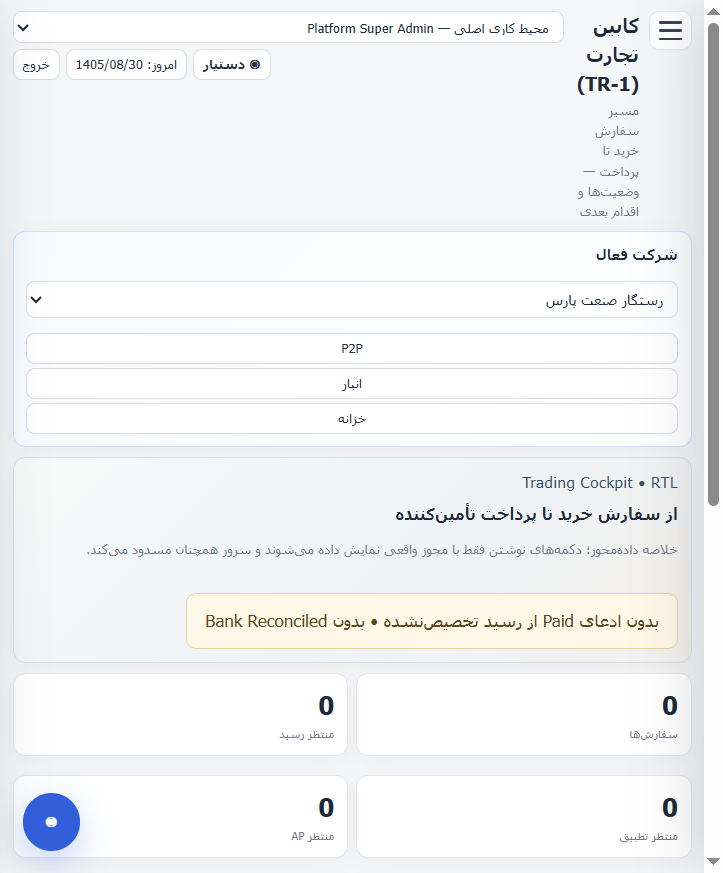 کابین
تجارت
(TR-1)
مسیر
سفارش
خرید تا
پرداخت —
وضعیت‌ها و
اقدام بعدی
محیط کاری اصلی — Platform Super Admin
◉ دستیار
امروز: 1405/08/30
خروج
شرکت فعال
رستگار صنعت پارس
P2P
انبار
خزانه
Trading Cockpit • RTL
از سفارش خرید تا پرداخت تأمین‌کننده
خلاصه داده‌محور؛ دکمه‌های نوشتن فقط با مجوز واقعی نمایش داده می‌شوند و سرور همچنان مسدود می‌کند.
بدون ادعای Paid از رسید تخصیص‌نشده • بدون Bank Reconciled
0
سفارش‌ها
0
منتظر رسید
0
منتظر تطبیق
0
منتظر AP